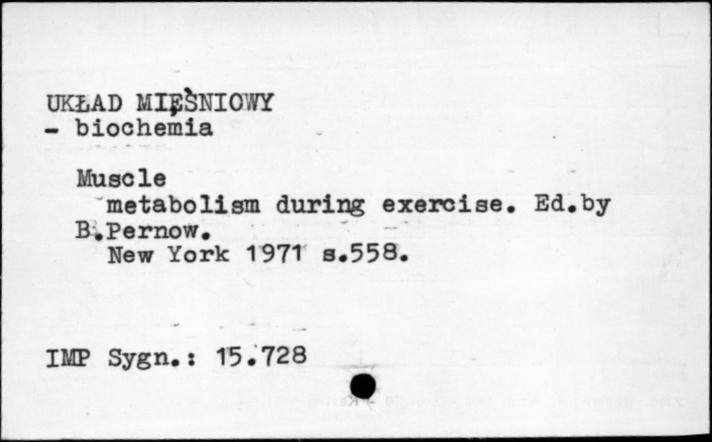 UKŁAD MIĘŚNIOWY
- biochemia
Muscle
metabolism during exercise. Ed.by
B.Pernow.
New York 1971 s.558.
IMP Sygn.: 15.728